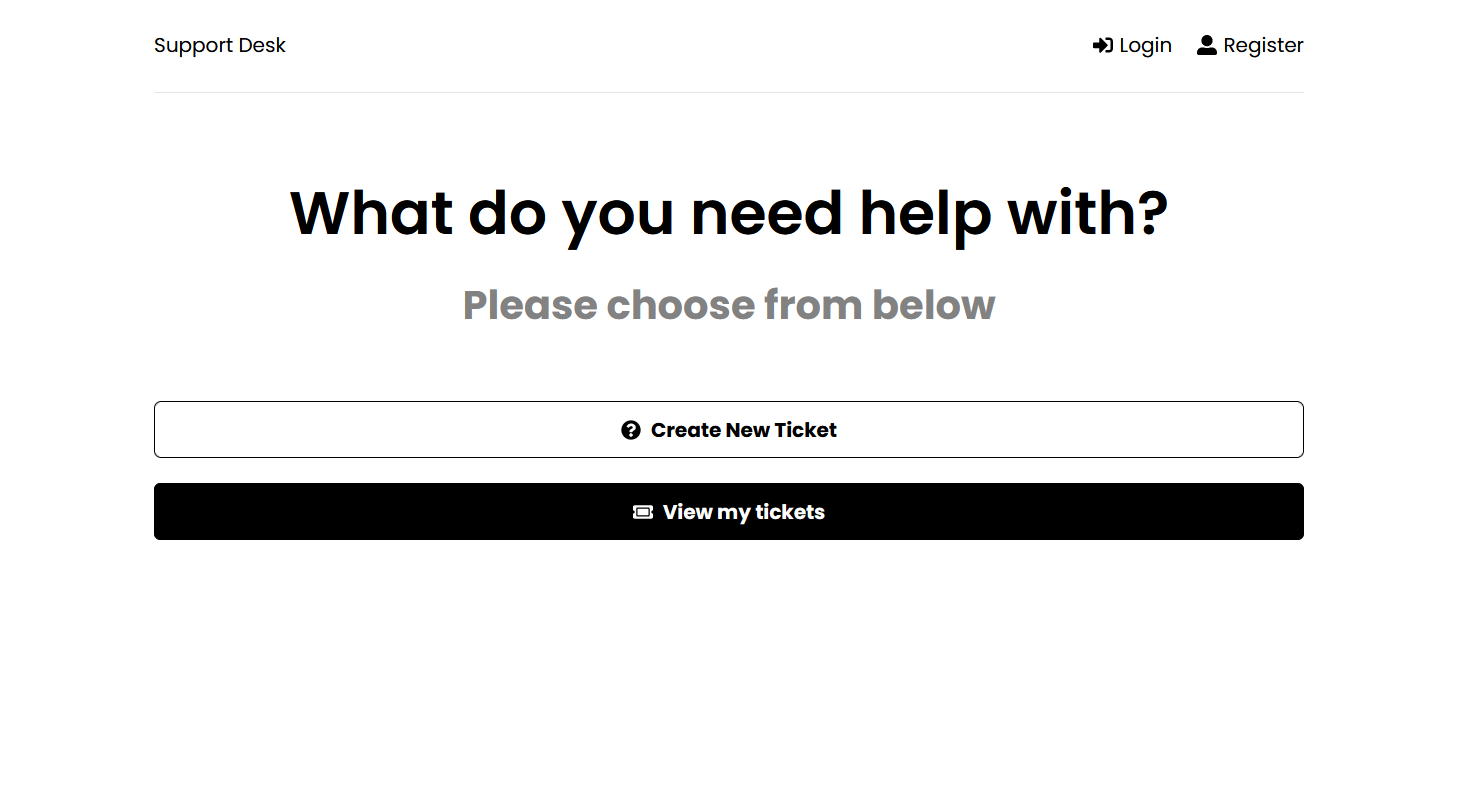 Support Desk
Login
Register
What do you need help with?
Please choose from below
Create New Ticket
View my tickets